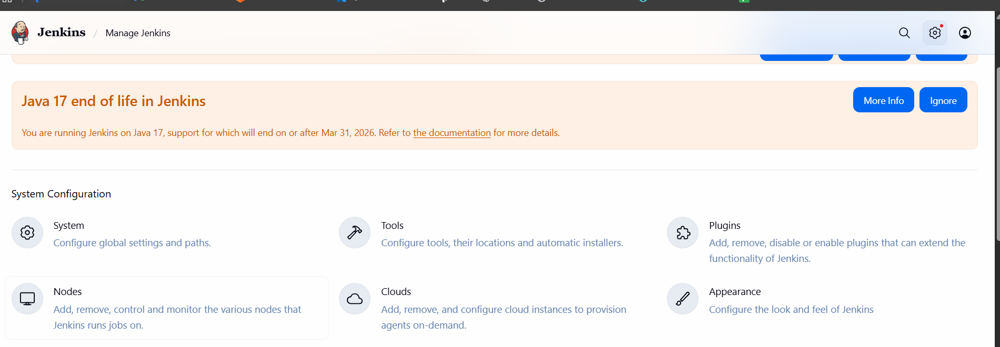 Jenkins / Manage Jenkins
Java 17 end of life in Jenkins
More Info
Ignore
You are running Jenkins on Java 17, support for which will end on or after Mar 31, 2026. Refer to the documentation for more details.
System Configuration
System
Configure global settings and paths.
Tools
Configure tools, their locations and automatic installers.
Plugins
Add, remove, disable or enable plugins that can extend the
functionality of Jenkins.
Nodes
Add, remove, control and monitor the various nodes that
Jenkins runs jobs on.
Clouds
Add, remove, and configure cloud instances to provision
agents on-demand.
Appearance
Configure the look and feel of Jenkins